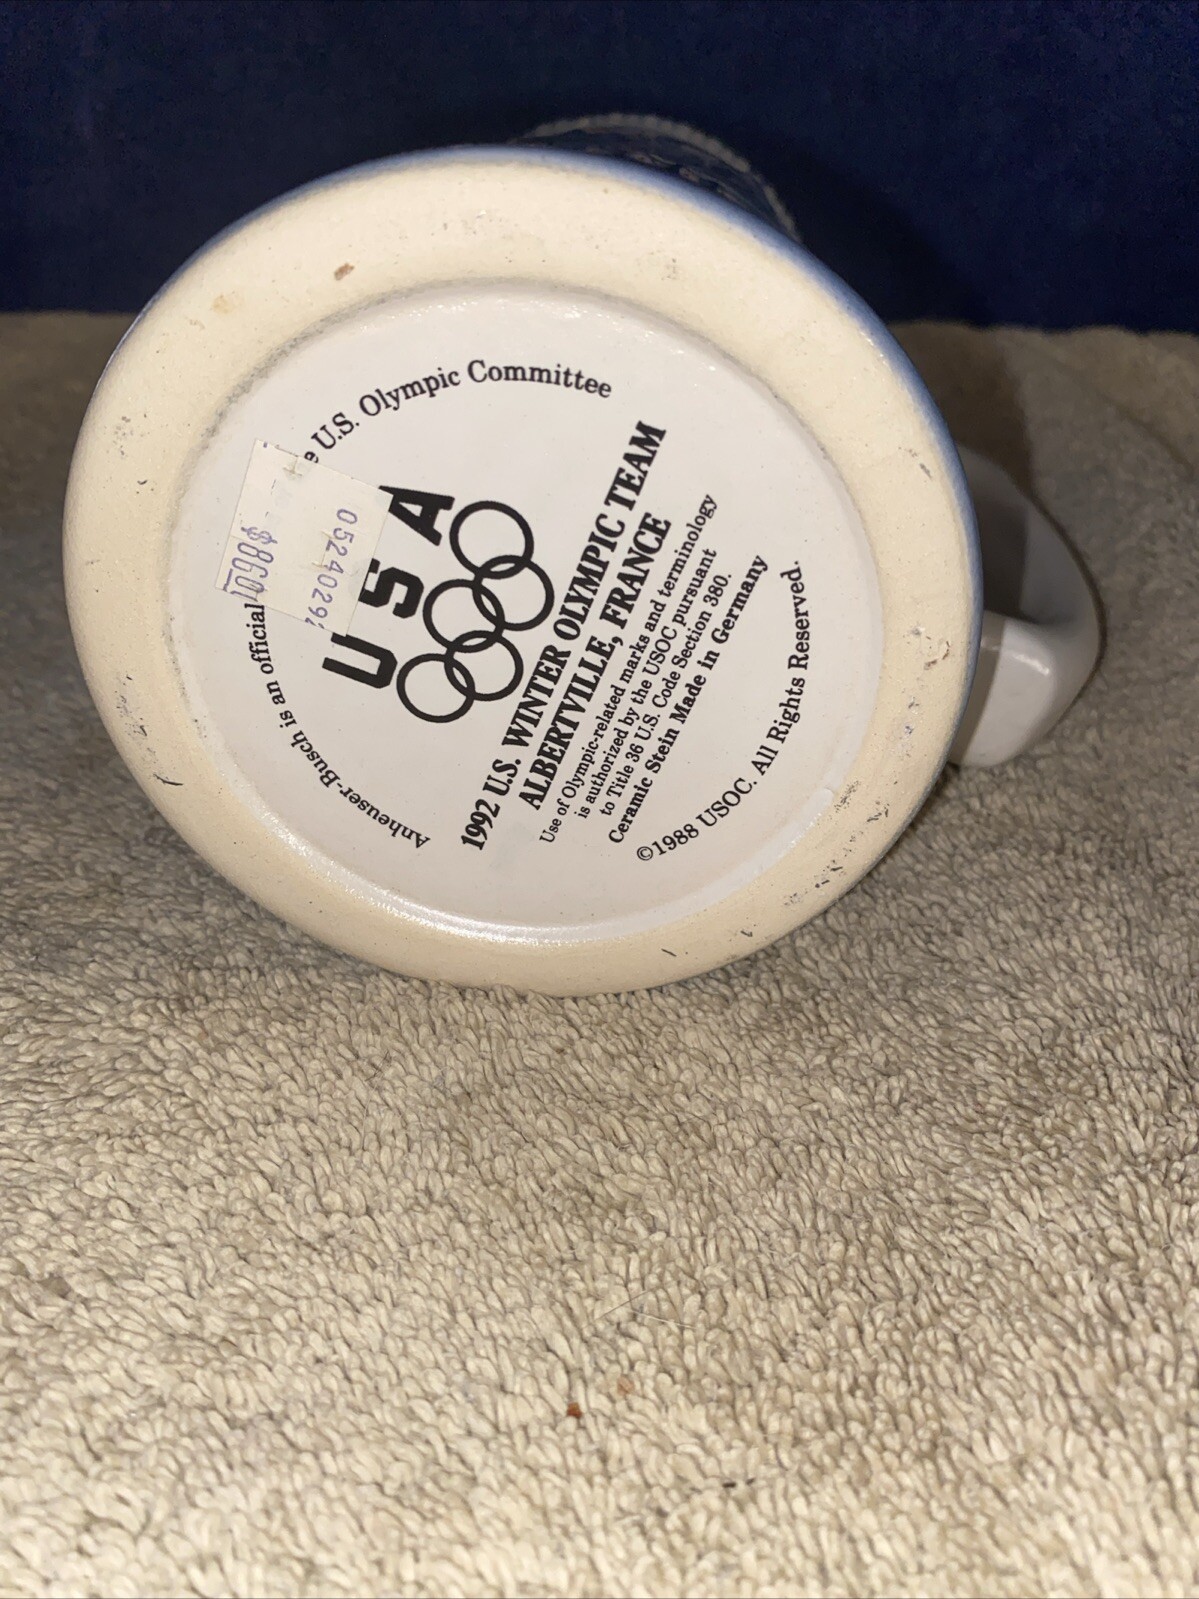 Anheuser-Busch is an official
U.S. Olympic Committee
$8601
0524029
USA
1992 U.S. WINTER OLYMPIC TEAM
ALBERTVILLE, FRANCE
Use of Olympic-related marks and terminology
is authorized by the USOC pursuant
to Title 36 U.S. Code Section 380.
Ceramic Stein Made in Germany
©1988 USOC. All Rights Reserved.